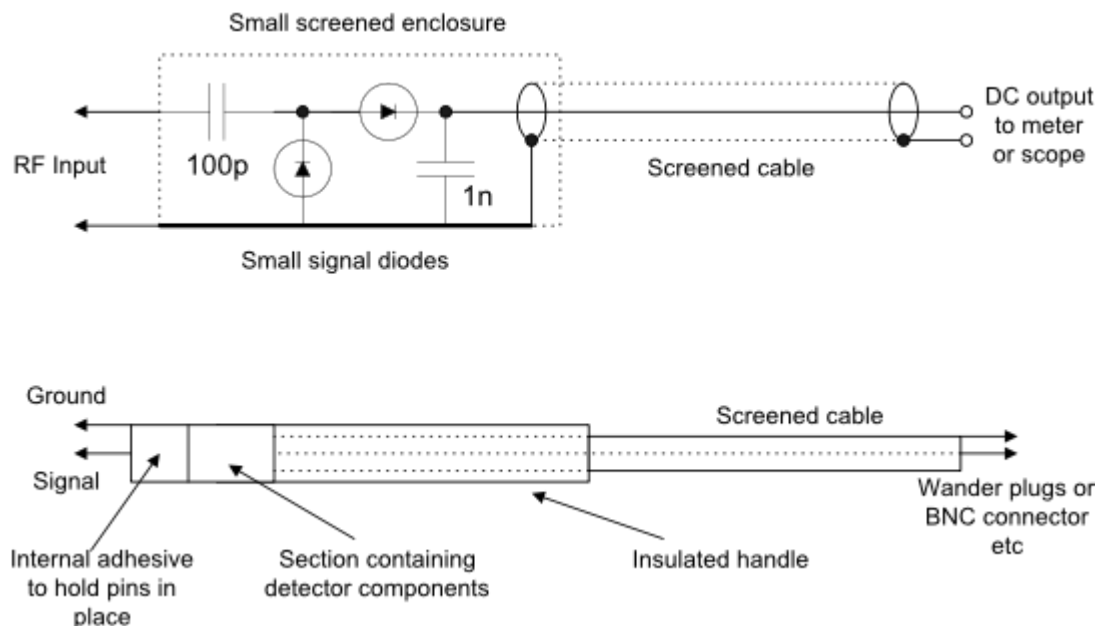 Small screened enclosure
RF Input
100p
1n
Small signal diodes
Screened cable
DC output
to meter
or scope
Ground
Signal
Screened cable
Internal adhesive
to hold pins in
place
Section containing
detector components
Insulated handle
Wander plugs or
BNC connector
etc